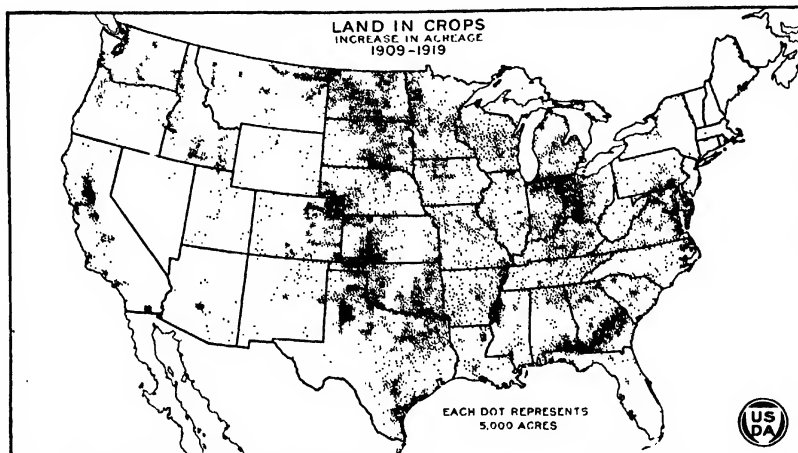 LAND IN CROPS
INCREASE IN ACREAGE
1909-1919
EACH DOT REPRESENTS
5,000 ACRES
US
DA